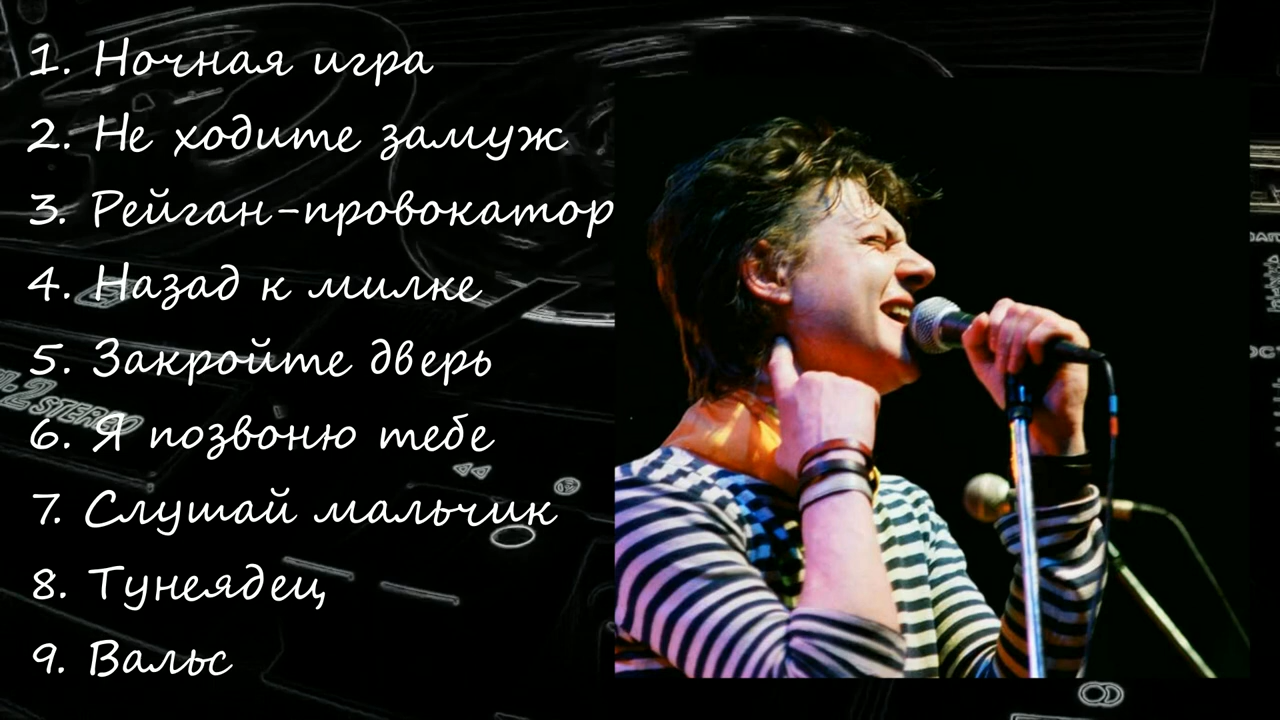 1. Ночная игра
2. Не ходите замуж
3. Рейган-провокатор
4. Назад к милке
5. Закройте дверь
6. Я позвоню тебе
7. Слушай мальчик
8. Тунеядец
9. Вальс
STEREO